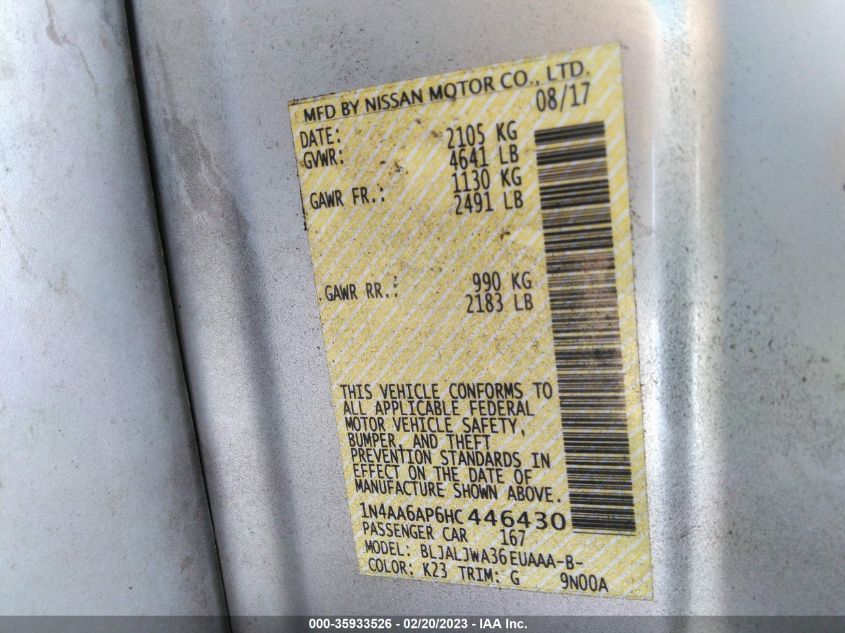 MFD BY NISSAN MOTOR CO., LTD.
DATE: 08/17
GVWR: 2105 KG
4641 LB
GAWR FR.: 1130 KG
2491 LB
GAWR RR.: 990 KG
2183 LB
THIS VEHICLE CONFORMS TO
ALL APPLICABLE FEDERAL
MOTOR VEHICLE SAFETY,
BUMPER, AND THEFT
PREVENTION STANDARDS IN
EFFECT ON THE DATE OF
MANUFACTURE SHOWN ABOVE.
1N4AA6AP6HC446430
PASSENGER CAR 167
MODEL: BLJALJWA36EUAAA-B-
COLOR: K23 TRIM: G 9N00A
000-35933526 - 02/20/2023 - IAA Inc.